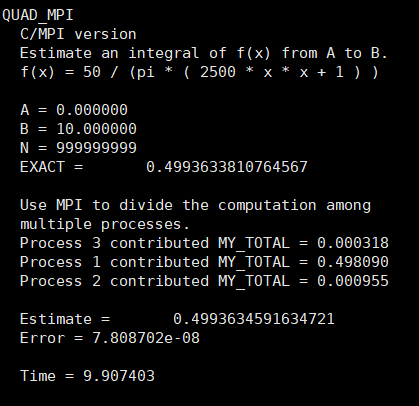 QUAD_MPI
C/MPI version
Estimate an integral of f(x) from A to B.
f(x) = 50 / (pi * ( 2500 * x * x + 1 ) )
A = 0.000000
B = 10.000000
N = 999999999
EXACT =       0.4993633810764567
Use MPI to divide the computation among
multiple processes.
Process 3 contributed MY_TOTAL = 0.000318
Process 1 contributed MY_TOTAL = 0.498090
Process 2 contributed MY_TOTAL = 0.000955
Estimate =       0.4993634591634721
Error = 7.808702e-08
Time = 9.907403